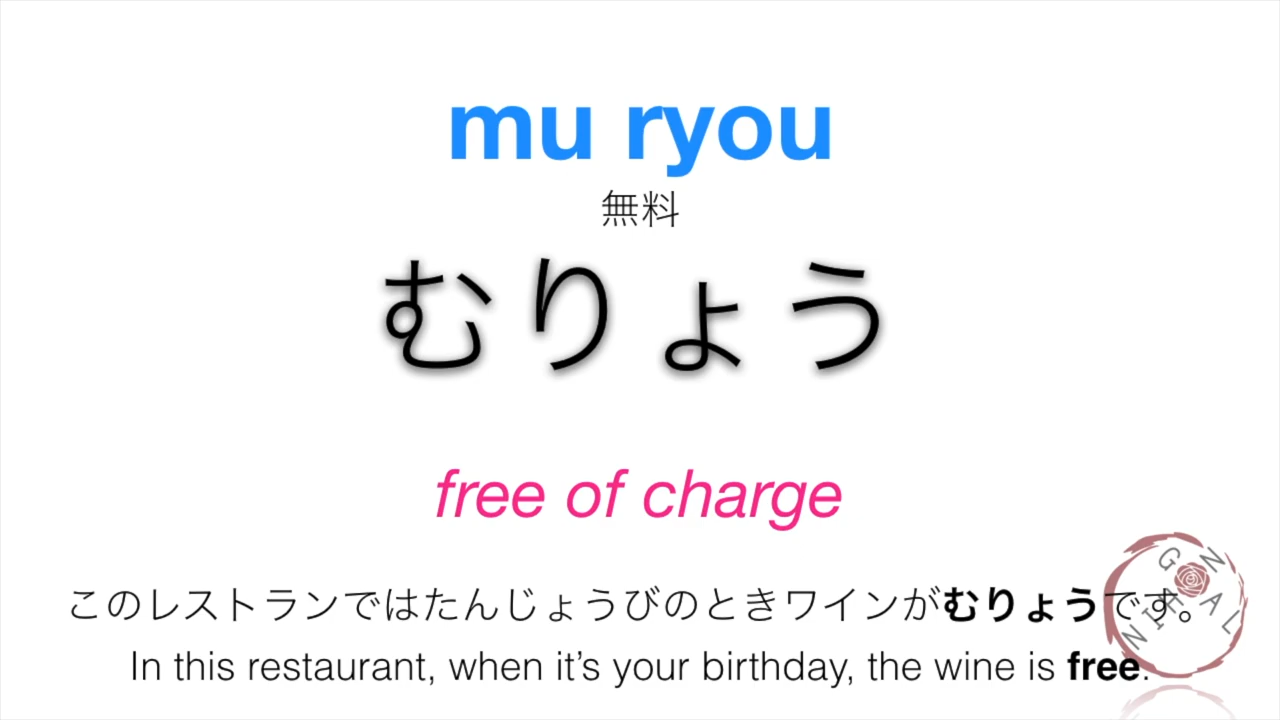 mu ryou
無料
むりょう
free of charge
このレストランではたんじょうびのときワインがむりょうです。
In this restaurant, when it’s your birthday, the wine is free.